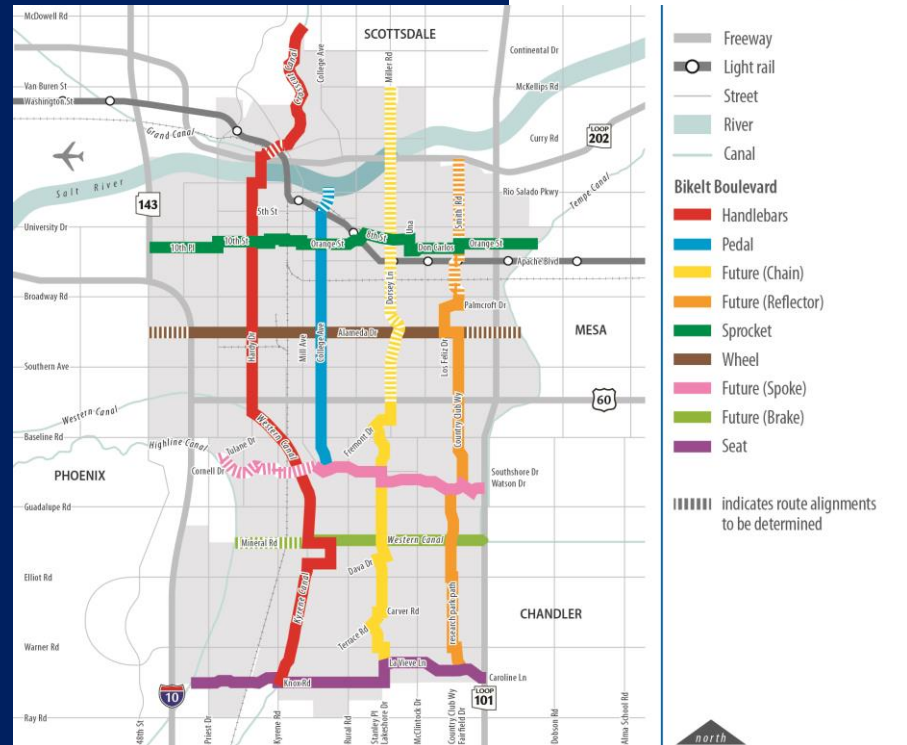 McDowell Rd
SCOTTSDALE
College Ave
Miller Rd
Continental Dr
Crosscut Canal
Van Buren St
Washington St
McKellips Rd
Grand Canal
Curry Rd
LOOP
202
Salt River
143
Rio Salado Pkwy
Tempe Canal
Smith Rd
5th St
University Dr
10th Pl
10th St
Orange St
8th St
Una
Don Carlos
Orange St
Apache Blvd
Dorsey Ln
Broadway Rd
Palmcroft Dr
Hardy Dr
Mill Ave
College Ave
Alameda Dr
Los Feliz Dr
MESA
Southern Ave
60
Western Canal
Western Canal
Country Club Wy
Baseline Rd
Highline Canal
Julane Dr
Fremont Dr
PHOENIX
Cornell Dr
Southshore Dr
Watson Dr
Guadalupe Rd
Mineral Rd
Western Canal
Dava Dr
Elliot Rd
Kyrene Canal
Carver Rd
CHANDLER
Terrace Rd
research park path
Warner Rd
La Vieve Ln
Knox Rd
Caroline Ln
10
LOOP
101
Ray Rd
48th St
Priest Dr
Kyrene Rd
Rural Rd
Stanley Pl
Lakeshore Dr
McClintock Dr
Country Club Wy
Fairfield Dr
Dobson Rd
Alma School Rd
Freeway
Light rail
Street
River
Canal
BikeIt Boulevard
Handlebars
Pedal
Future (Chain)
Future (Reflector)
Sprocket
Wheel
Future (Spoke)
Future (Brake)
Seat
indicates route alignments
to be determined
north